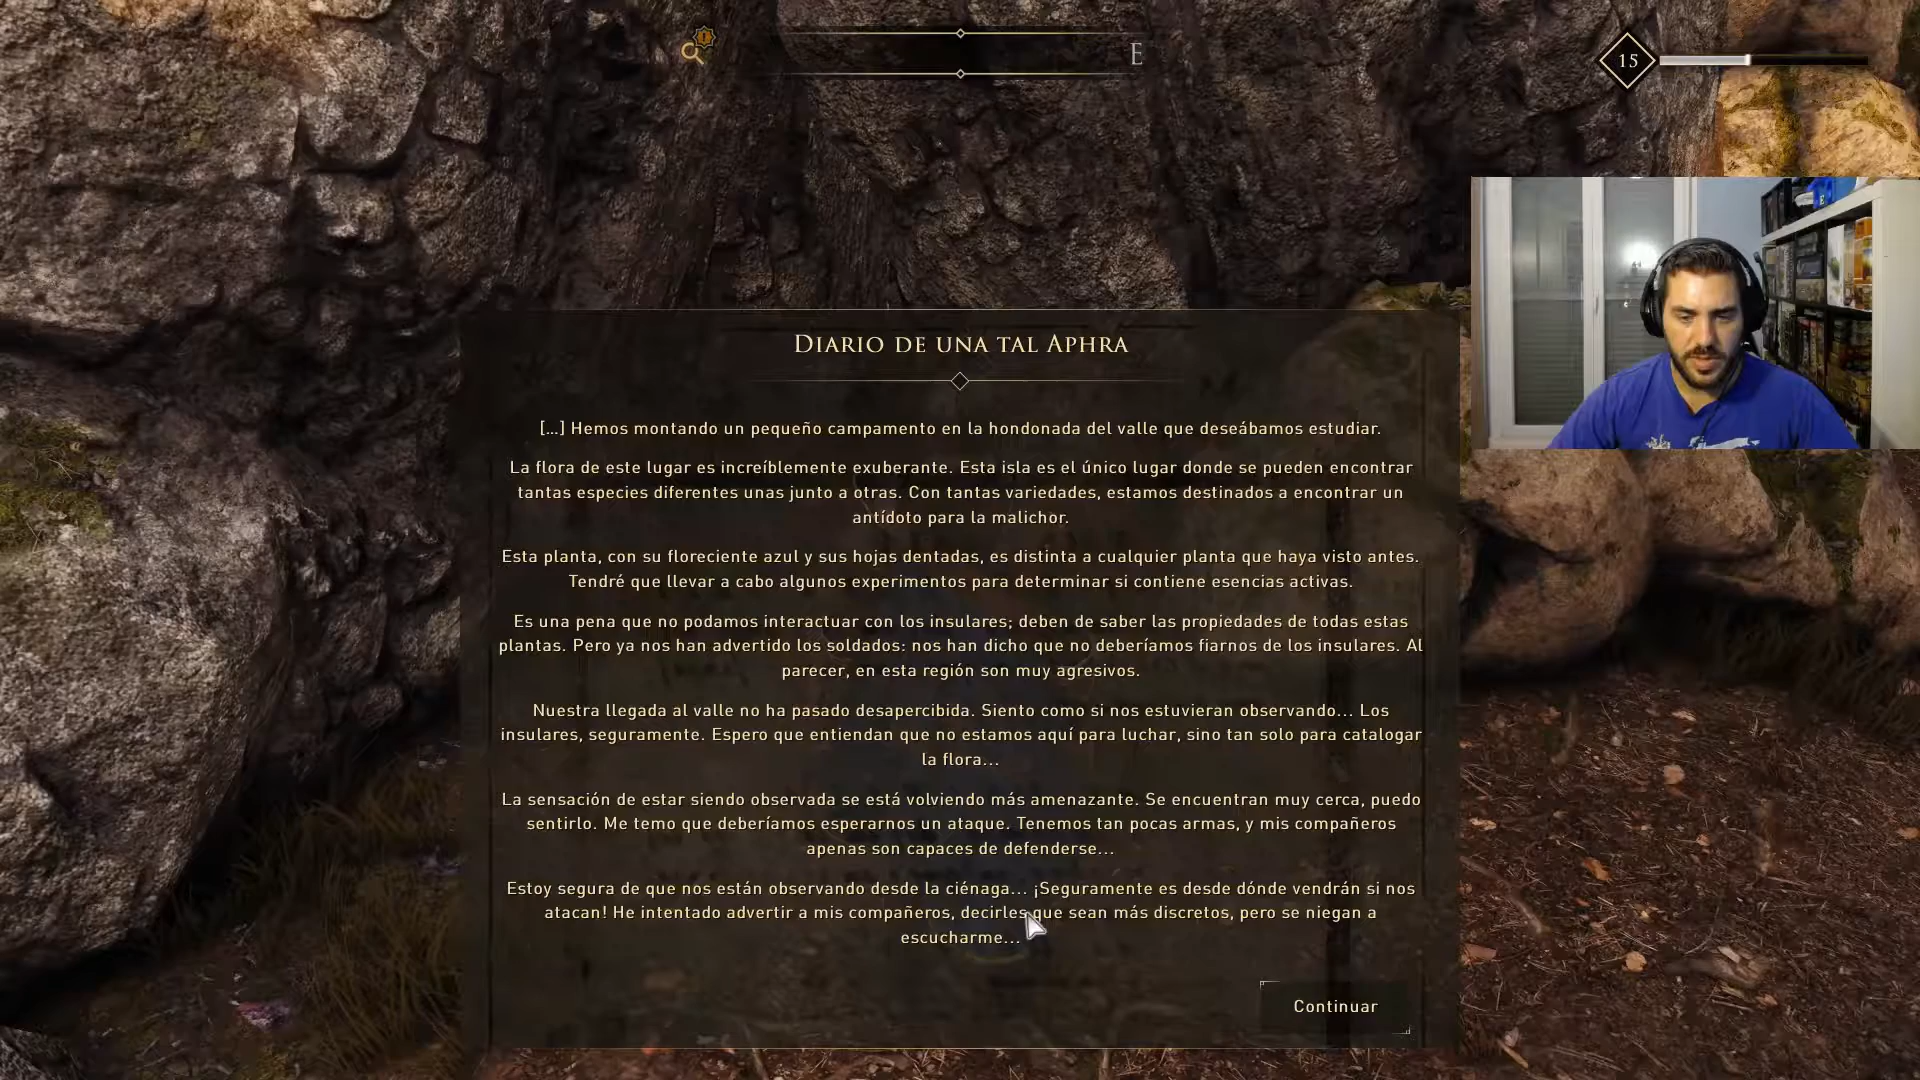 E
15
Diario de una tal Aphra
[...] Hemos montando un pequeño campamento en la hondonada del valle que deseábamos estudiar.
La flora de este lugar es increíblemente exuberante. Esta isla es el único lugar donde se pueden encontrar
tantas especies diferentes unas junto a otras. Con tantas variedades, estamos destinados a encontrar un
antídoto para la malichor.
Esta planta, con su floreciente azul y sus hojas dentadas, es distinta a cualquier planta que haya visto antes.
Tendré que llevar a cabo algunos experimentos para determinar si contiene esencias activas.
Es una pena que no podamos interactuar con los insulares; deben de saber las propiedades de todas estas
plantas. Pero ya nos han advertido los soldados: nos han dicho que no deberíamos fiarnos de los insulares. Al
parecer, en esta región son muy agresivos.
Nuestra llegada al valle no ha pasado desapercibida. Siento como si nos estuvieran observando... Los
insulares, seguramente. Espero que entiendan que no estamos aquí para luchar, sino tan solo para catalogar
la flora...
La sensación de estar siendo observada se está volviendo más amenazante. Se encuentran muy cerca, puedo
sentirlo. Me temo que deberíamos esperarnos un ataque. Tenemos tan pocas armas, y mis compañeros
apenas son capaces de defenderse...
Estoy segura de que nos están observando desde la ciénaga... ¡Seguramente es desde dónde vendrán si nos
atacan! He intentado advertir a mis compañeros, decirles que sean más discretos, pero se niegan a
escucharme...
Continuar